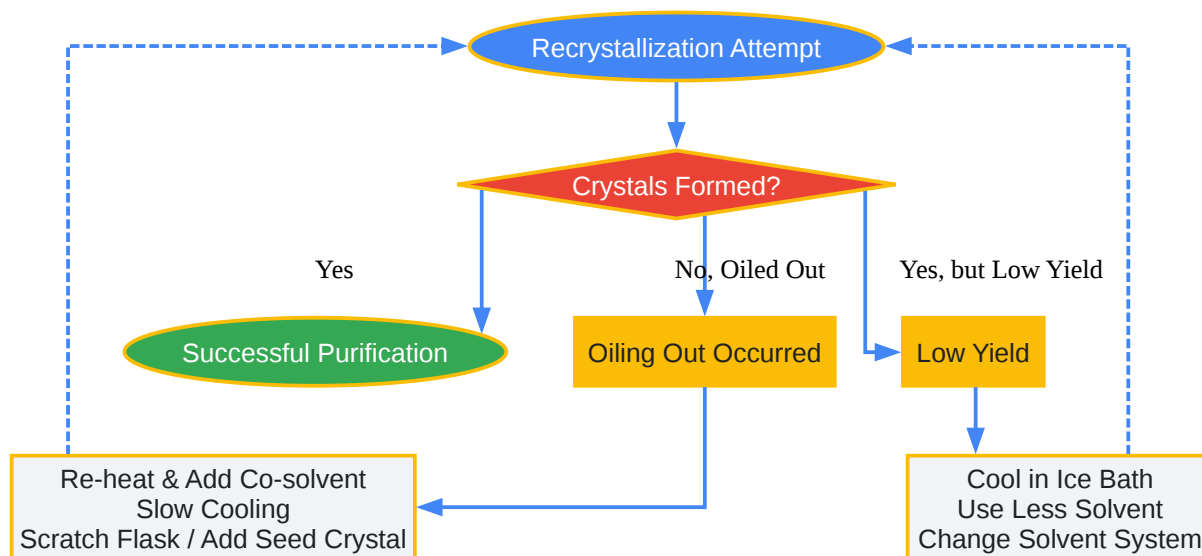 Recrystallization Attempt
Crystals Formed?
Yes
No, Oiled Out
Yes, but Low Yield
Successful Purification
Oiling Out Occurred
Low Yield
Re-heat & Add Co-solvent
Slow Cooling
Scratch Flask / Add Seed Crystal
Cool in Ice Bath
Use Less Solvent
Change Solvent System